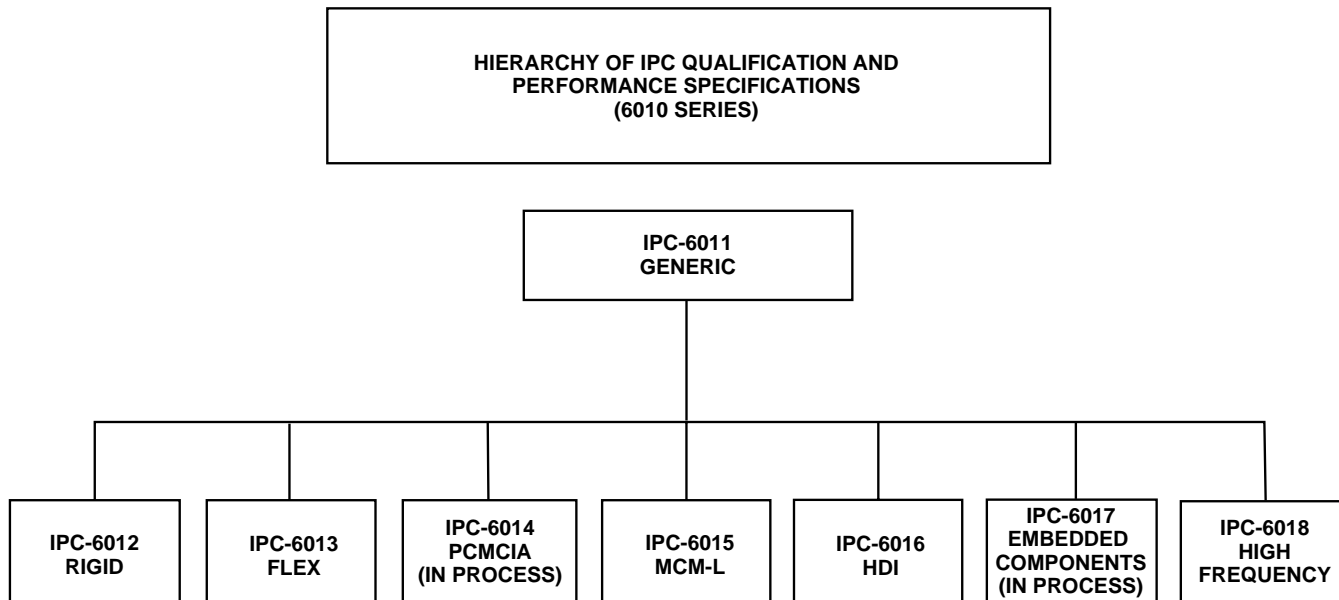 HIERARCHY OF IPC QUALIFICATION AND
PERFORMANCE SPECIFICATIONS
(6010 SERIES)
IPC-6011
GENERIC
IPC-6012
RIGID
IPC-6013
FLEX
IPC-6014
PCMCIA
(IN PROCESS)
IPC-6015
MCM-L
IPC-6016
HDI
IPC-6017
EMBEDDED
COMPONENTS
(IN PROCESS)
IPC-6018
HIGH
FREQUENCY